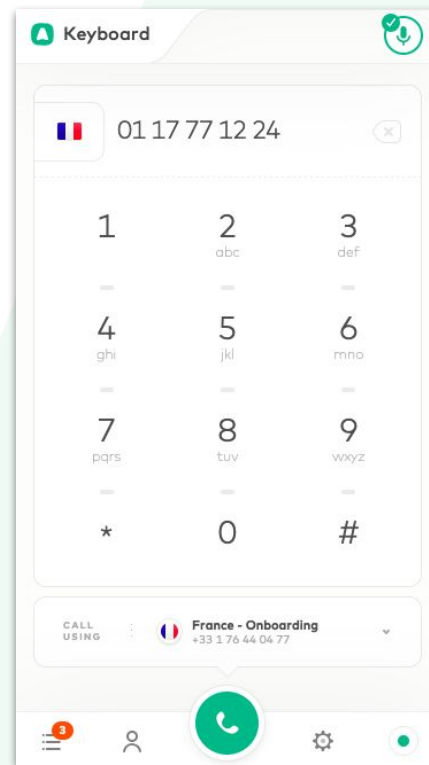 Keyboard
01 17 77 12 24
1 2 3
abc def
4 5 6
ghi jkl mno
7 8 9
pqrs tuv wxyz
* 0 #
CALL USING
France - Onboarding
+33 1 76 44 04 77
3